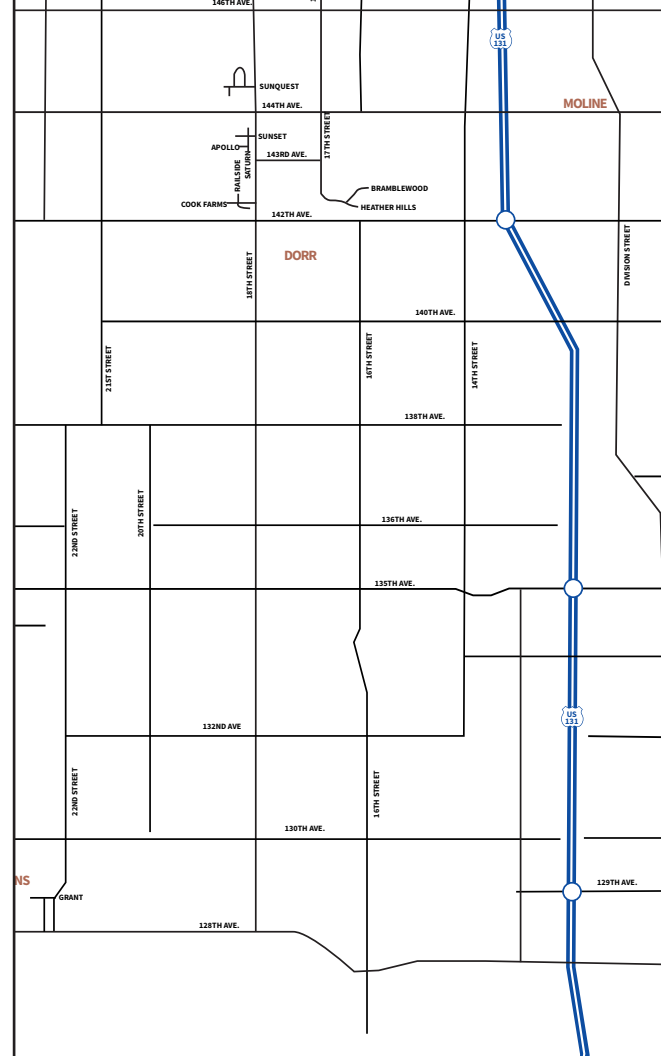 146TH AVE.
US
131
SUNQUEST
MOLINE
144TH AVE.
17TH STREET
SUNSET
APOLLO
143RD AVE.
SATURN
RAILSIDE
BRAMBLEWOOD
COOK FARMS
HEATHER HILLS
142TH AVE.
DIVISION STREET
DORR
18TH STREET
140TH AVE.
21ST STREET
16TH STREET
14TH STREET
138TH AVE.
20TH STREET
22ND STREET
136TH AVE.
135TH AVE.
US
131
132ND AVE
22ND STREET
16TH STREET
130TH AVE.
NS
129TH AVE.
GRANT
128TH AVE.